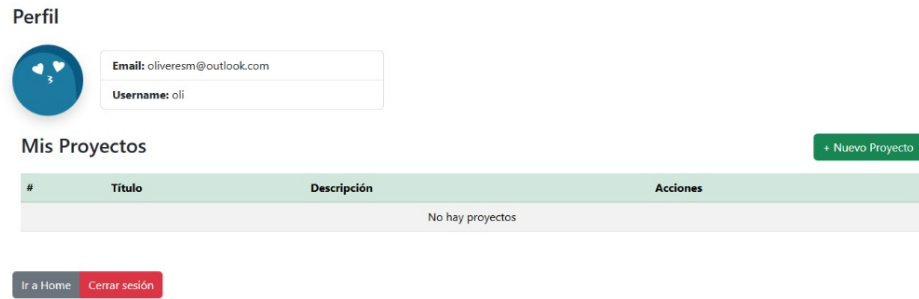 Perfil
Email: oliveresm@outlook.com
Username: oli
Mis Proyectos
+ Nuevo Proyecto
# Título Descripción Acciones
No hay proyectos
Ir a Home Cerrar sesión